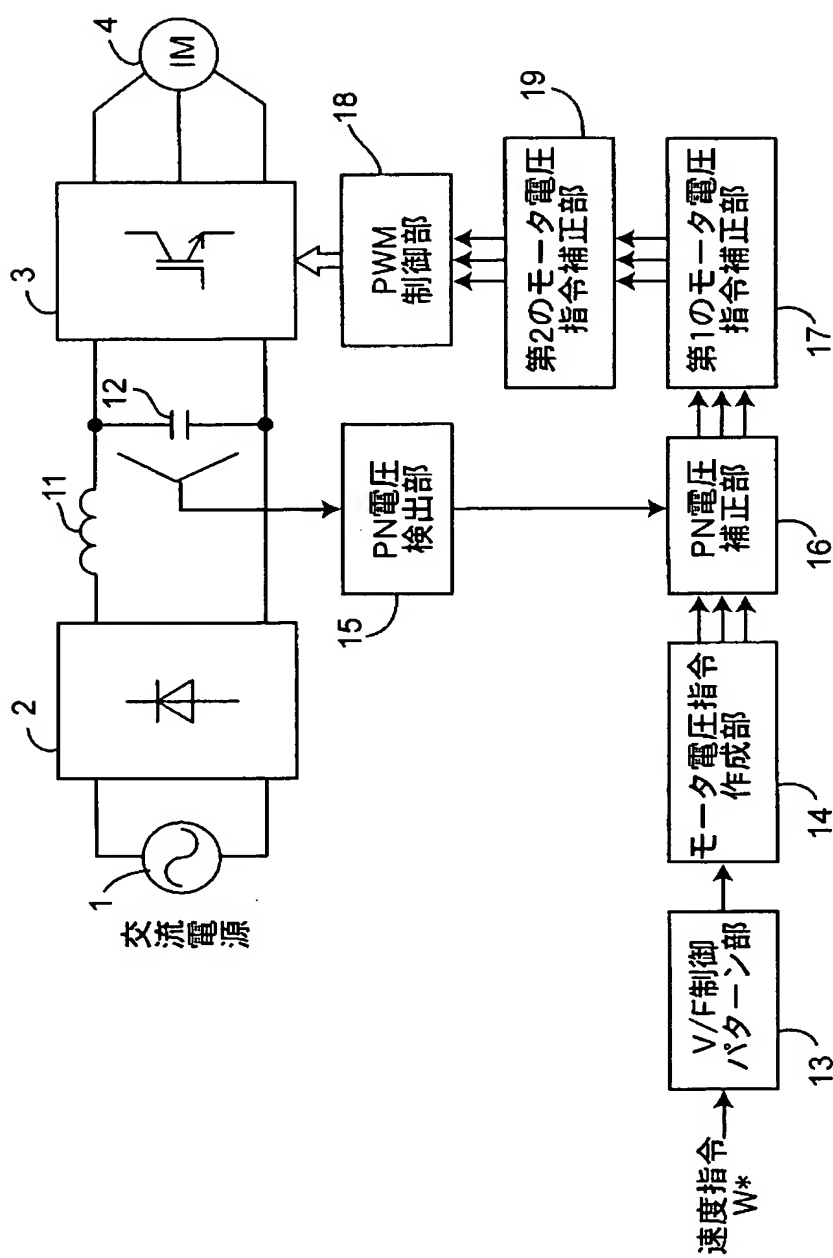 交流電源
1
2
11
12
3
4
IM
PN電圧
検出部
15
PWM
制御部
18
第2のモータ電圧
指令補正部
19
速度指令
W*
V/F制御
パターン部
13
モータ電圧指令
作成部
14
PN電圧
補正部
16
第1のモータ電圧
指令補正部
17